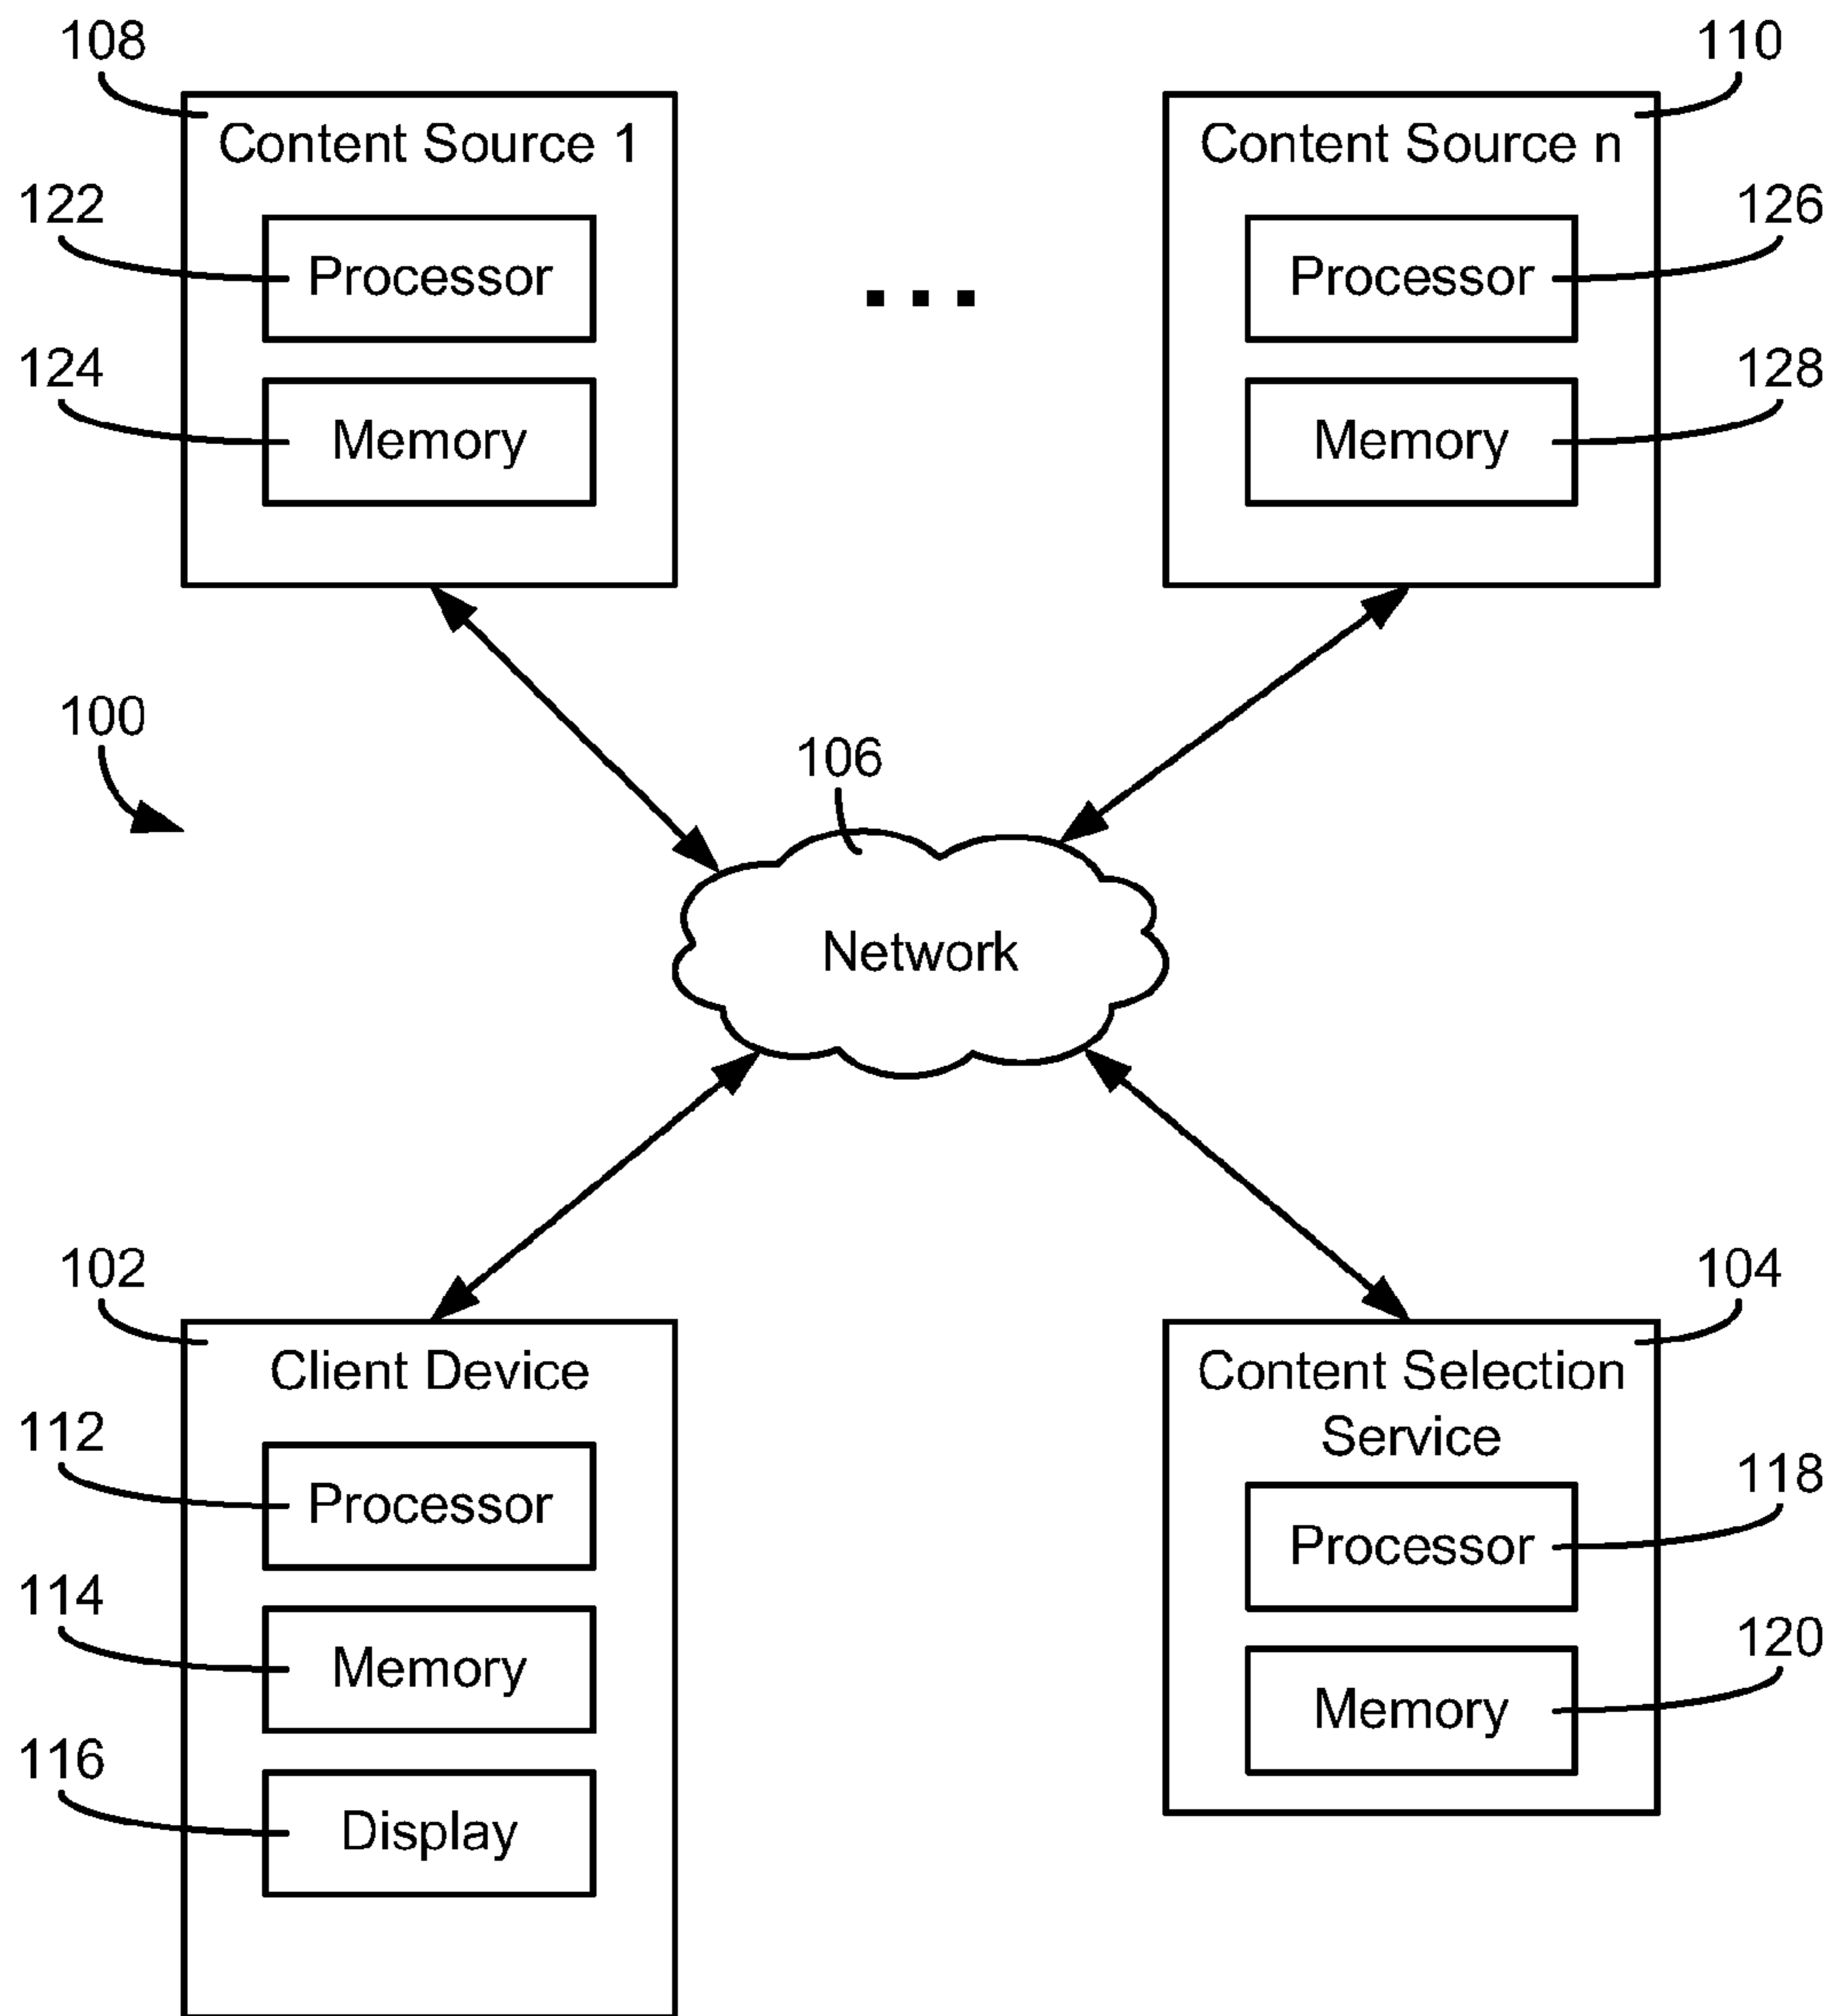 108
110
Content Source 1
Content Source n
122
Processor
Processor
126
124
Memory
...
Memory
128
100
106
Network
102
104
Client Device
Content Selection
Service
112
Processor
Processor
118
114
Memory
Memory
120
116
Display